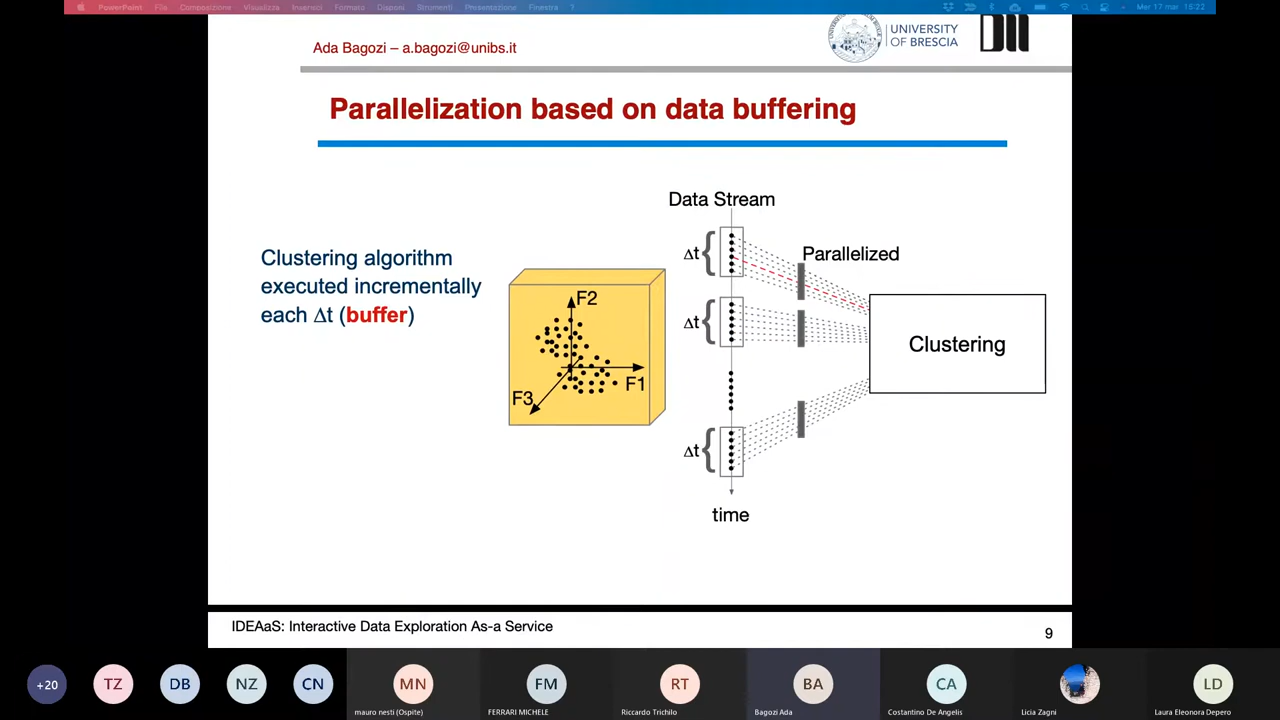 PowerPoint File Composizione Visualizza Inserisci Formato Disponi Strumenti Presentazione Finestra ? Mer 17 mar 15:22
Ada Bagozi – a.bagozi@unibs.it
UNIVERSITY
OF BRESCIA
Parallelization based on data buffering
Data Stream
Clustering algorithm
executed incrementally
each Δt (buffer)
F2
F1
F3
Δt
Parallelized
Δt
Clustering
Δt
time
IDEAaS: Interactive Data Exploration As-a Service
9
+20
TZ
DB
NZ
CN
MN
mauro nesti (Ospite)
FM
FERRARI MICHELE
RT
Riccardo Trichilo
BA
Bagozi Ada
CA
Costantino De Angelis
Licia Zagni
LD
Laura Eleonora Depero